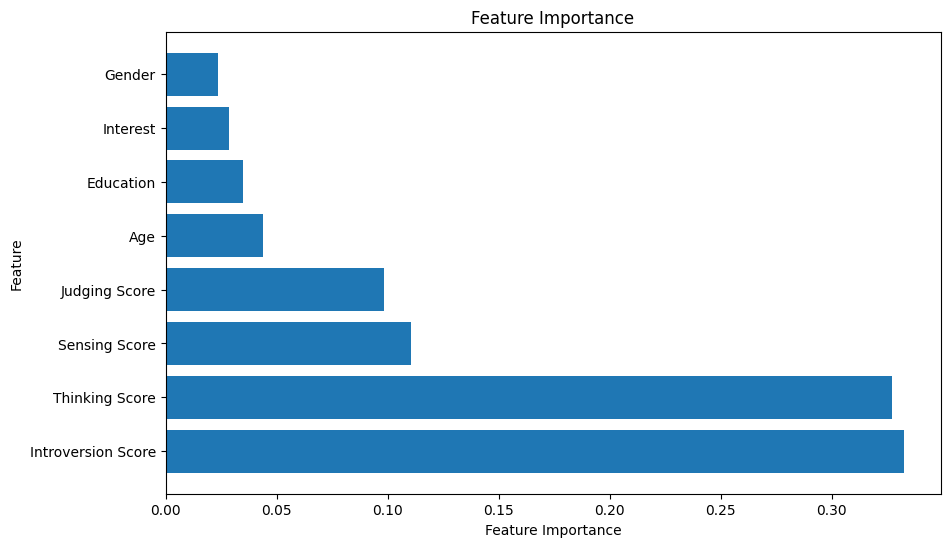 Feature Importance
Gender
Interest
Education
Age
Judging Score
Sensing Score
Thinking Score
Introversion Score
Feature
0.00 0.05 0.10 0.15 0.20 0.25 0.30
Feature Importance